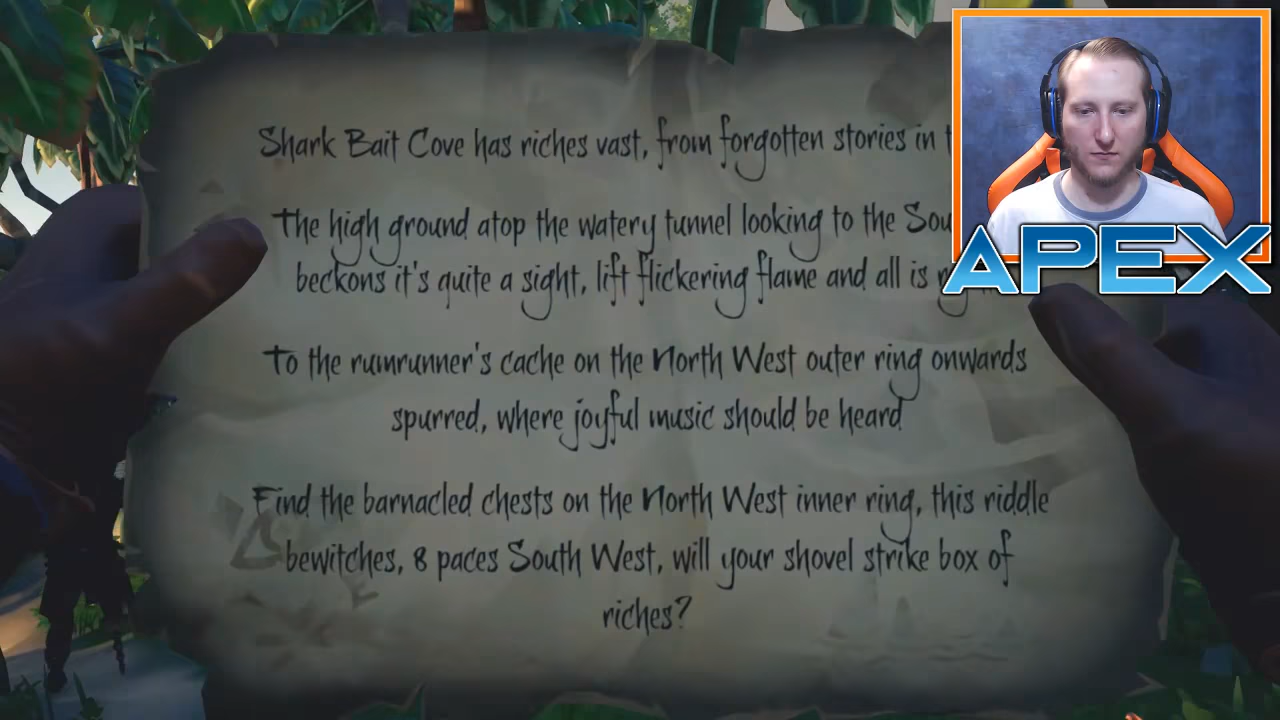 Shark Bait Cove has riches vast, from forgotten stories in
The high ground atop the watery tunnel looking to the
beckons it's quite a sight, lift flickering flame and all is
To the rumrunner's cache on the North West outer ring onwards
spurred, where joyful music should be heard
Find the barnacled chests on the North West inner ring, this riddle
bewitches, 8 paces South West, will your shovel strike box of
riches?
APEX